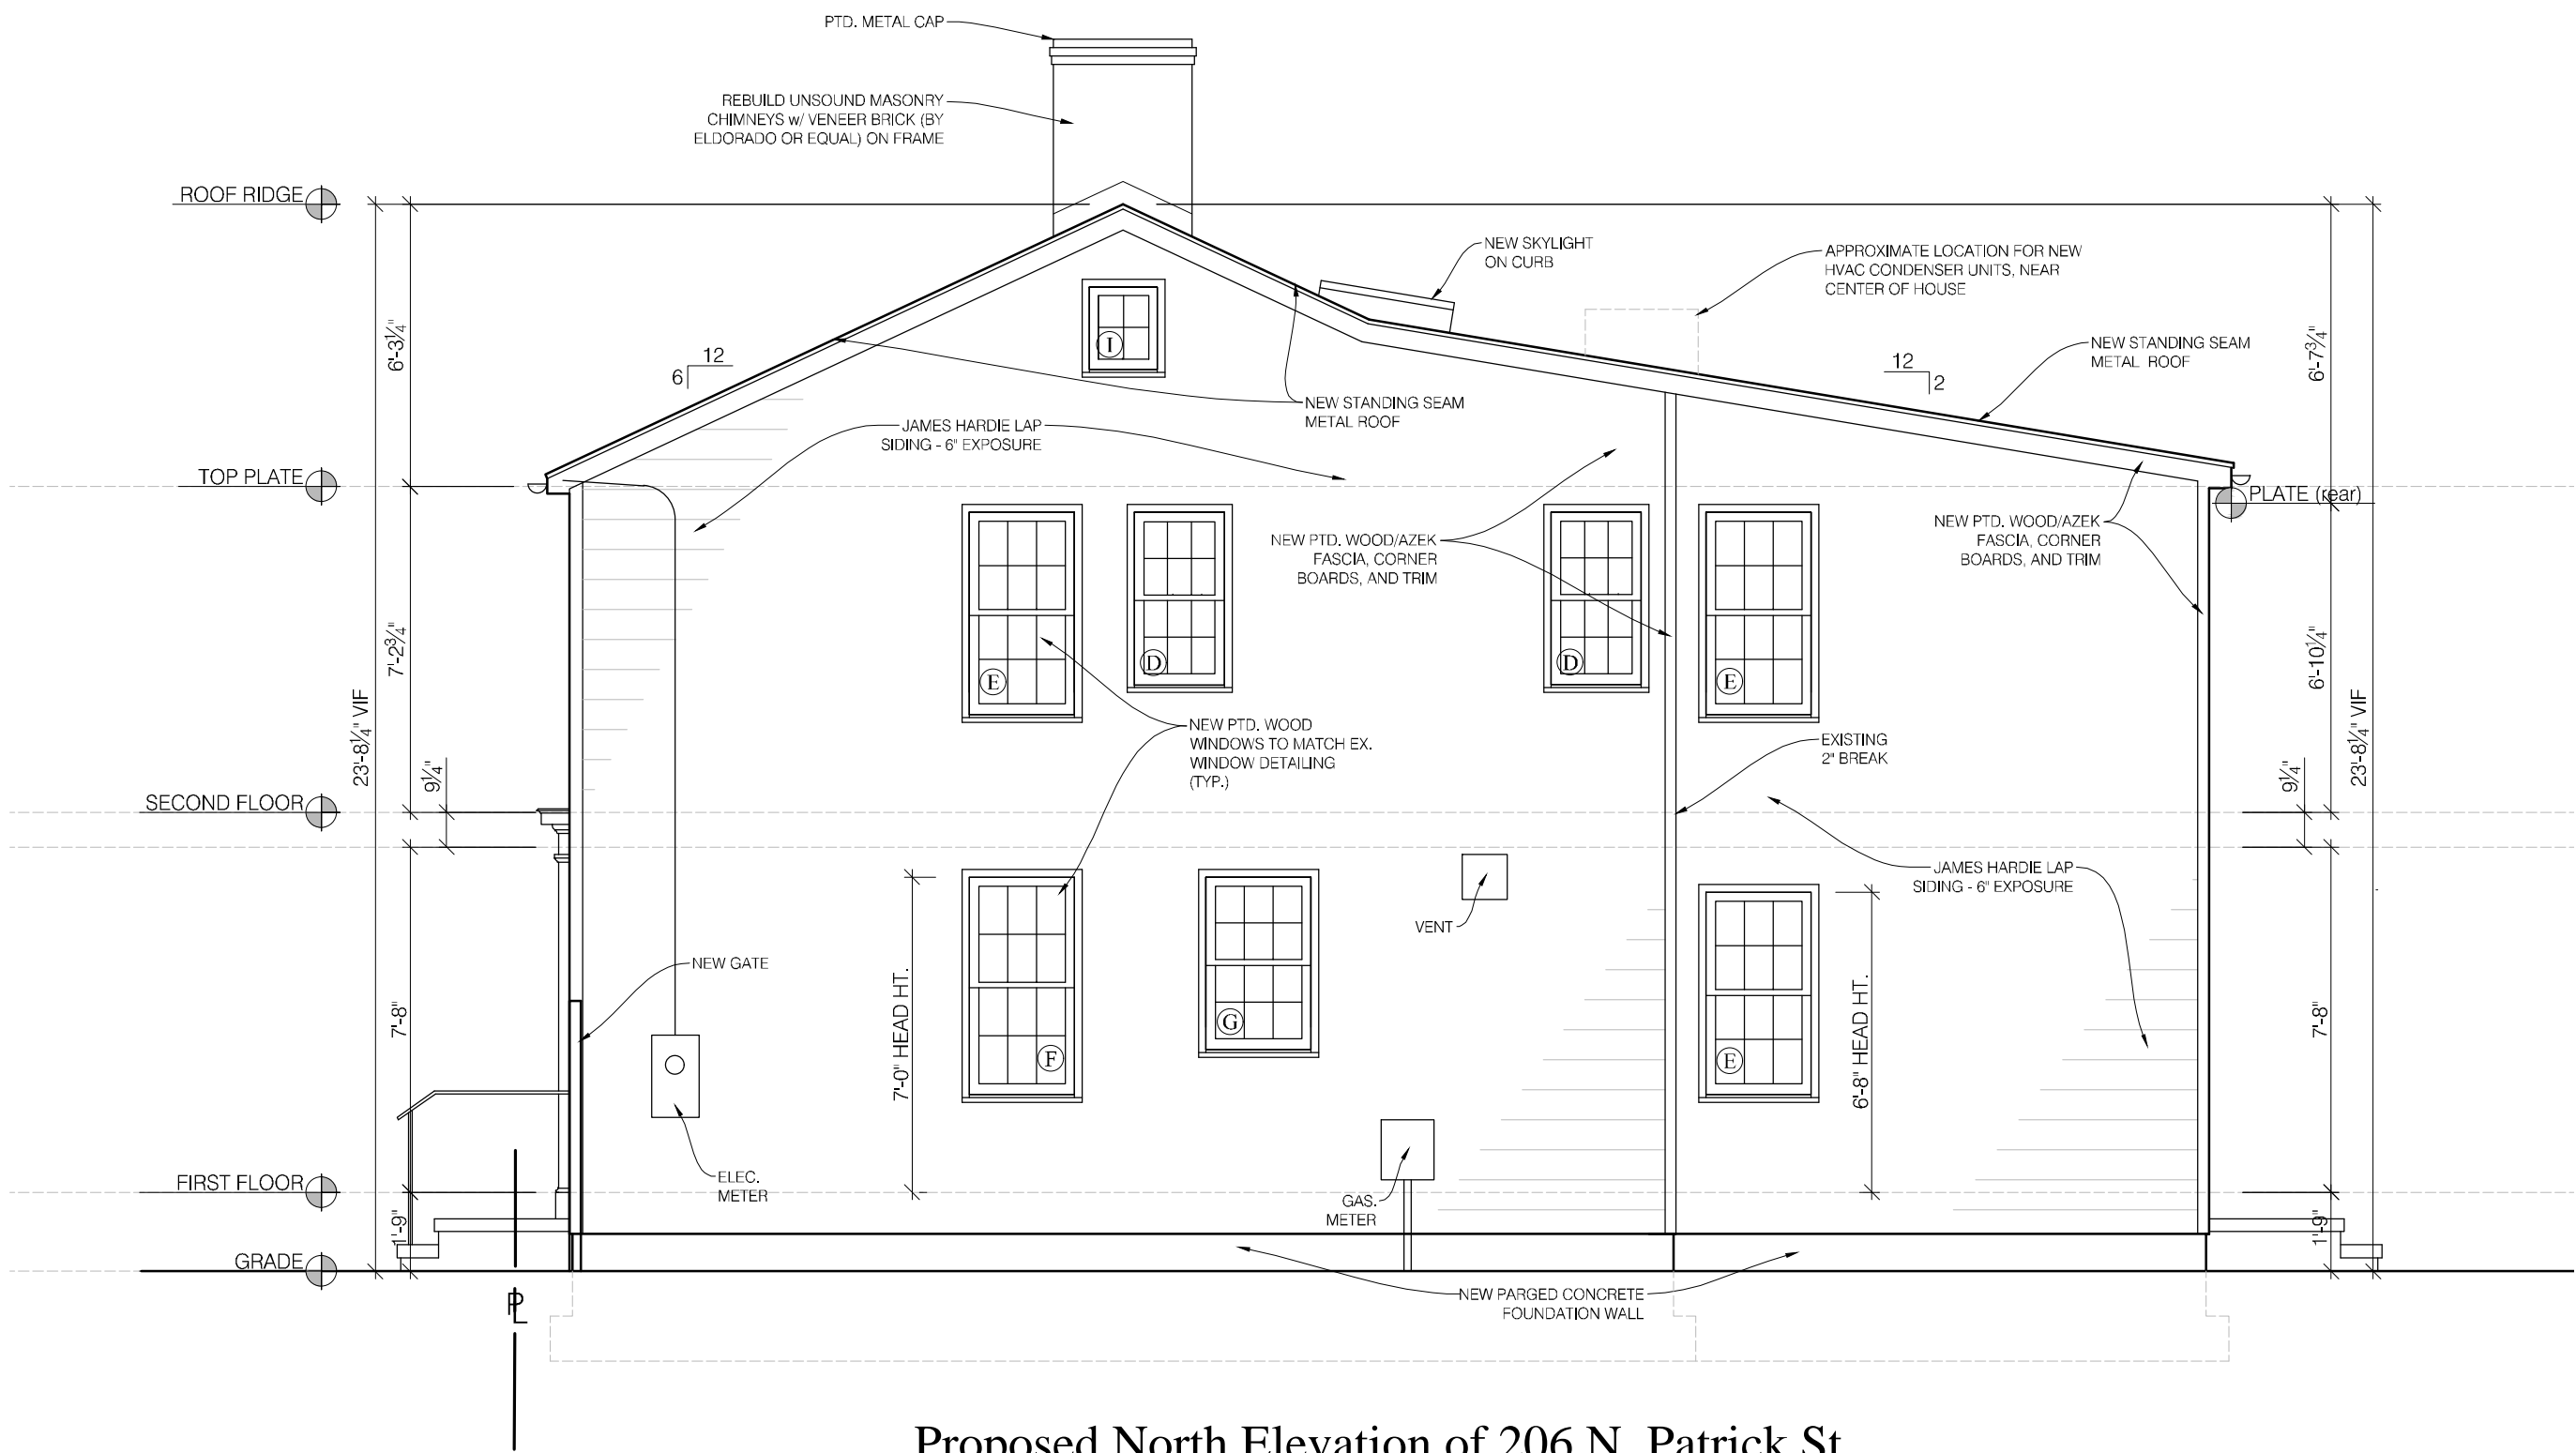 PTD. METAL CAP
REBUILD UNSOUND MASONRY
CHIMNEYS w/ VENEER BRICK (BY
ELDORADO OR EQUAL) ON FRAME
ROOF RIDGE
NEW SKYLIGHT
ON CURB
APPROXIMATE LOCATION FOR NEW
HVAC CONDENSER UNITS, NEAR
CENTER OF HOUSE
6'-3¼"
12
6
I
12
2
NEW STANDING SEAM
METAL ROOF
6'-7¾"
NEW STANDING SEAM
METAL ROOF
JAMES HARDIE LAP
SIDING - 6" EXPOSURE
TOP PLATE
PLATE (rear)
NEW PTD. WOOD/AZEK
FASCIA, CORNER
BOARDS, AND TRIM
NEW PTD. WOOD/AZEK
FASCIA, CORNER
BOARDS, AND TRIM
7'-2¾"
E
D
D
E
6'-10¼"
23'-8¼" VIF
23'-8¼" VIF
NEW PTD. WOOD
WINDOWS TO MATCH EX.
WINDOW DETAILING
(TYP.)
EXISTING
2" BREAK
9¼"
9¼"
SECOND FLOOR
JAMES HARDIE LAP
SIDING - 6" EXPOSURE
VENT
NEW GATE
7'-8"
7'-0" HEAD HT.
F
G
E
6'-8" HEAD HT.
7'-8"
FIRST FLOOR
ELEC.
METER
GAS.
METER
1'-9"
1'-9"
GRADE
PL
NEW PARGED CONCRETE
FOUNDATION WALL
Proposed North Elevation of 206 N. Patrick St.